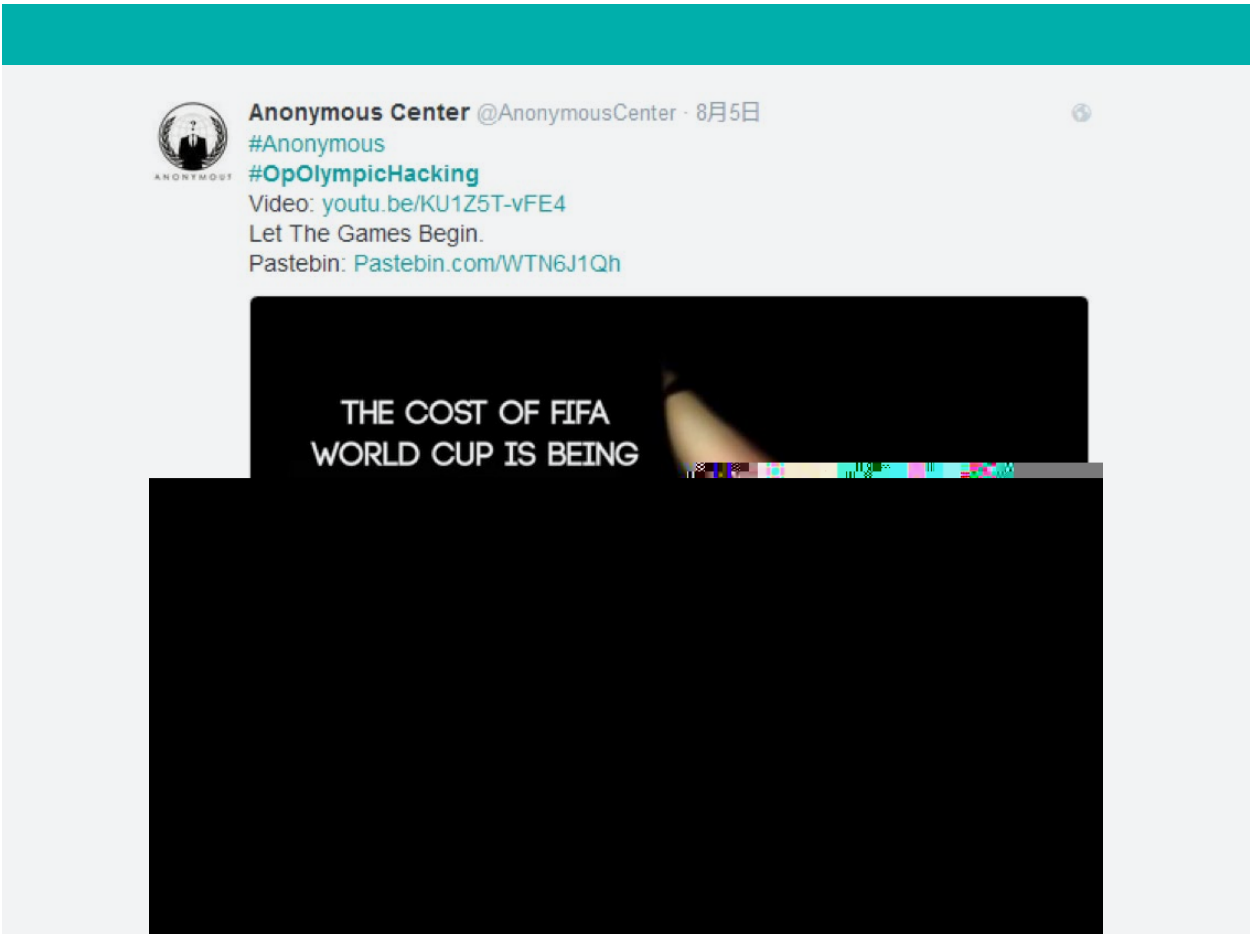 Anonymous Center @AnonymousCenter · 8月5日
#Anonymous
#OpOlympicHacking
Video: youtu.be/KU1Z5T-vFE4
Let The Games Begin.
Pastebin: Pastebin.com/WTN6J1Qh
ANONYMOUS
THE COST OF FIFA
WORLD CUP IS BEING